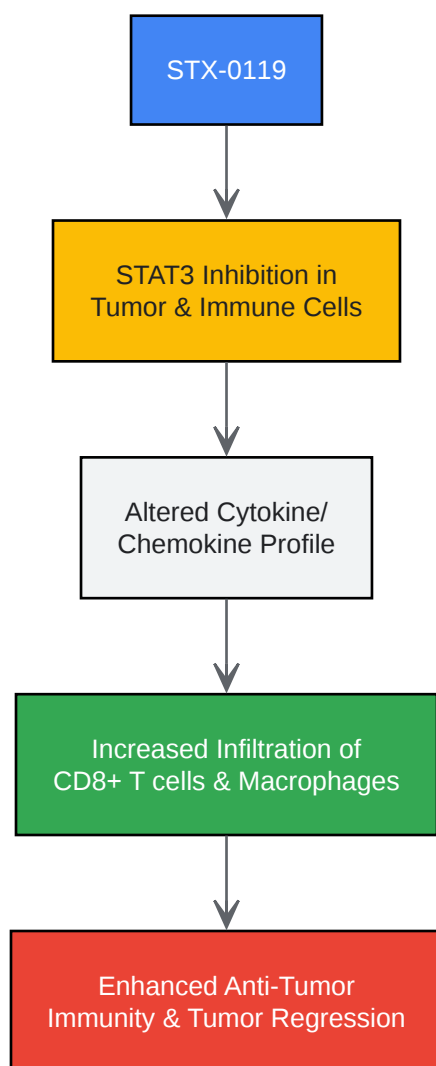 STX-0119
STAT3 Inhibition in
Tumor & Immune Cells
Altered Cytokine/
Chemokine Profile
Increased Infiltration of
CD8+ T cells & Macrophages
Enhanced Anti-Tumor
Immunity & Tumor Regression